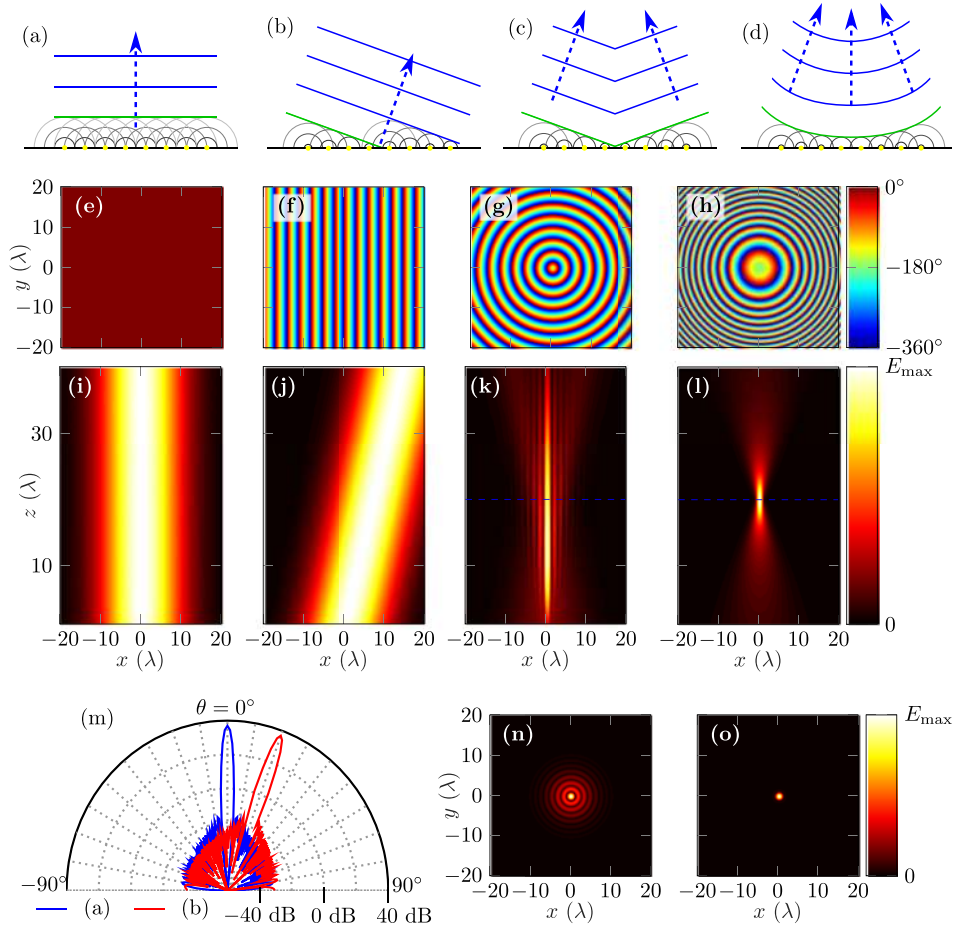 (a) (b) (c) (d)
20 (e) (f) (g) (h) 0°
10
y (λ) 0 −180°
−10
−20 −360°
(i) (j) (k) (l) E_max
30
z (λ)
10
0
−20 −10 0 10 20 −20 −10 0 10 20 −20 −10 0 10 20 −20 −10 0 10 20
x (λ) x (λ) x (λ) x (λ)
(m) θ = 0°
−90° 90°
(a) (b) −40 dB 0 dB 40 dB
20 (n) (o) E_max
10
y (λ) 0
−10
−20 0
−20 −10 0 10 20 −20 −10 0 10 20
x (λ) x (λ)